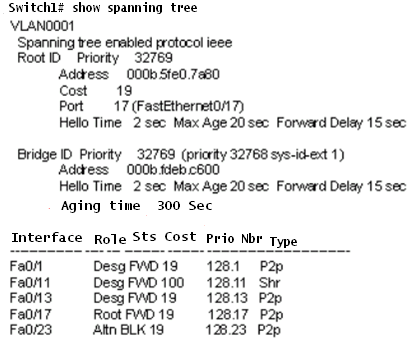 Switch1# show spanning tree
VLAN0001
Spanning tree enabled protocol ieee
Root ID Priority 32769
Address 000b.5fe0.7a80
Cost 19
Port 17 (FastEthernet0/17)
Hello Time 2 sec Max Age 20 sec Forward Delay 15 sec
Bridge ID Priority 32769 (priority 32768 sys-id-ext 1)
Address 000b.fdeb.c600
Hello Time 2 sec Max Age 20 sec Forward Delay 15 sec
Aging time 300 Sec
Interface Role Sts Cost Prio Nbr Type
Fa0/1 Desg FWD 19 128.1 P2p
Fa0/11 Desg FWD 100 128.11 Shr
Fa0/13 Desg FWD 19 128.13 P2p
Fa0/17 Root FWD 19 128.17 P2p
Fa0/23 Altn BLK 19 128.23 P2p